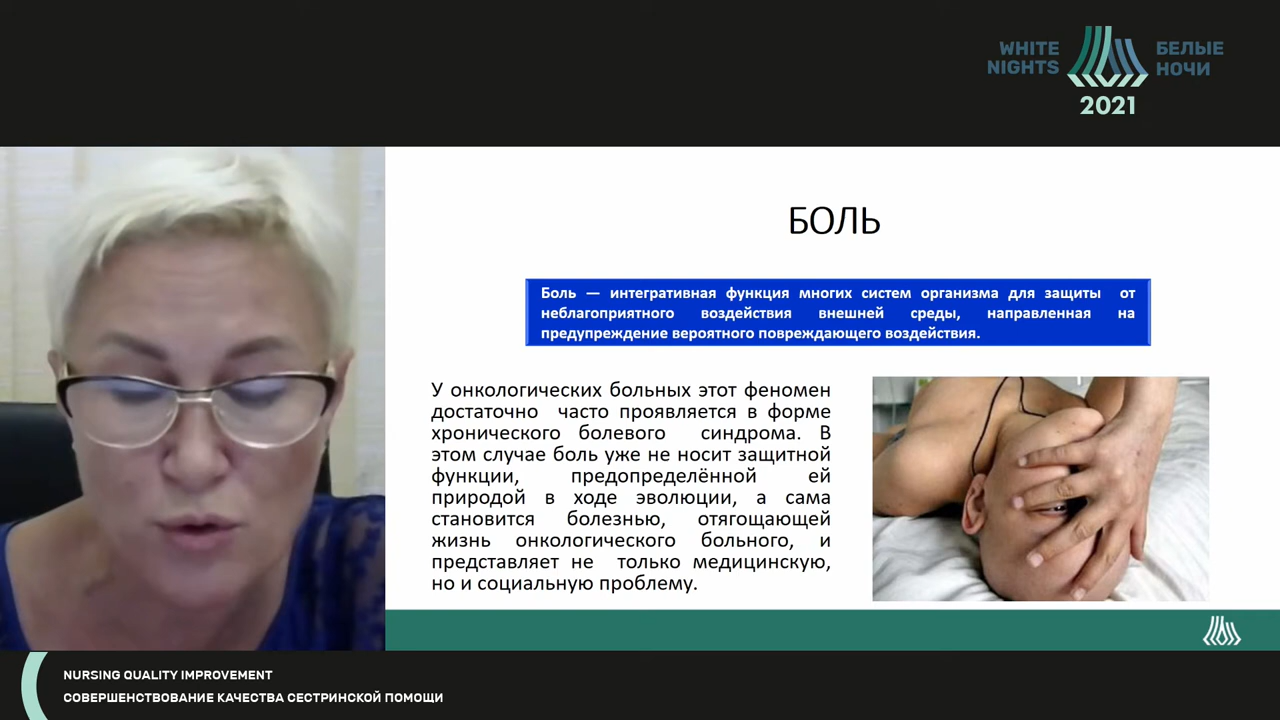 WHITE NIGHTS
БЕЛЫЕ НОЧИ
2021
БОЛЬ
Боль — интегративная функция многих систем организма для защиты от
неблагоприятного воздействия внешней среды, направленная на
предупреждение вероятного повреждающего воздействия.
У онкологических больных этот феномен
достаточно часто проявляется в форме
хронического болевого синдрома. В
этом случае боль уже не носит защитной
функции, предопределённой ей
природой в ходе эволюции, а сама
становится болезнью, отягощающей
жизнь онкологического больного, и
представляет не только медицинскую,
но и социальную проблему.
NURSING QUALITY IMPROVEMENT
СОВЕРШЕНСТВОВАНИЕ КАЧЕСТВА СЕСТРИНСКОЙ ПОМОЩИ